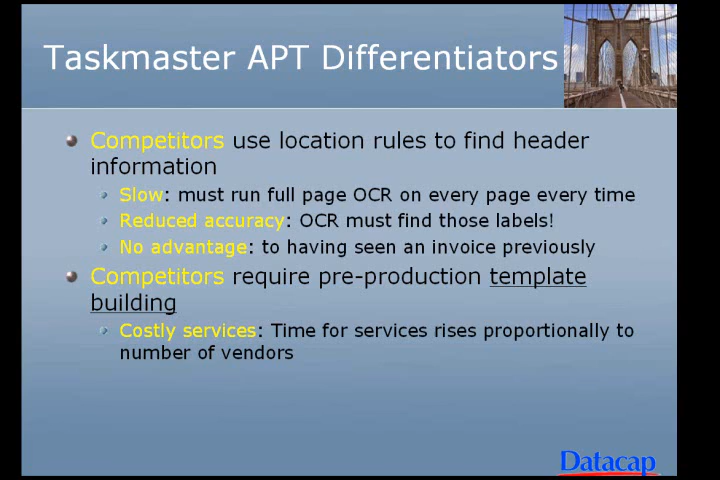 Taskmaster APT Differentiators
Competitors use location rules to find header
information
Slow: must run full page OCR on every page every time
Reduced accuracy: OCR must find those labels!
No advantage: to having seen an invoice previously
Competitors require pre-production template
building
Costly services: Time for services rises proportionally to
number of vendors
Datacap